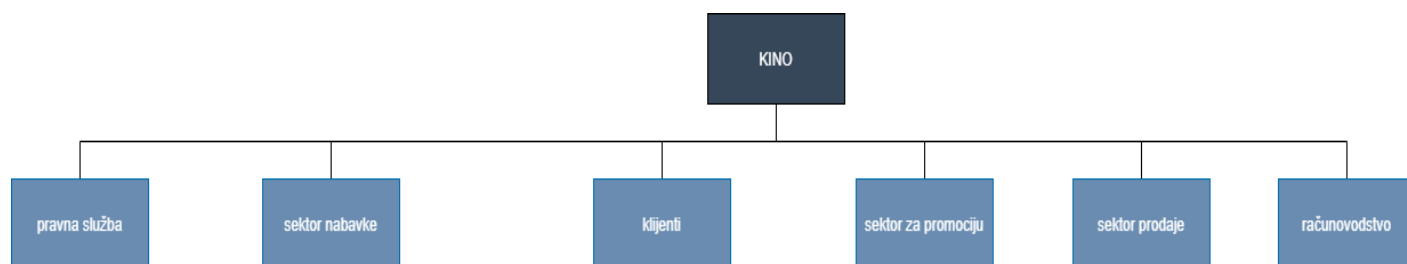 KINO
pravna služba
sektor nabavke
klijenti
sektor za promociju
sektor prodaje
računovodstvo